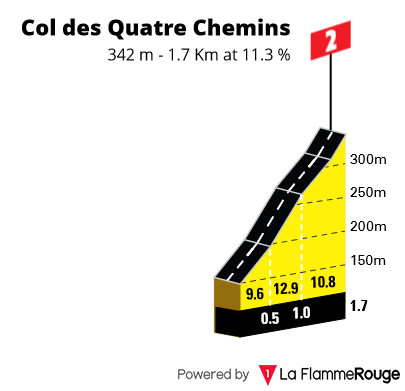 Col des Quatre Chemins
342 m - 1.7 Km at 11.3 %
2
300m
250m
200m
150m
9.6 12.9 10.8
0.5 1.0 1.7
Powered by 1 La FlammeRouge